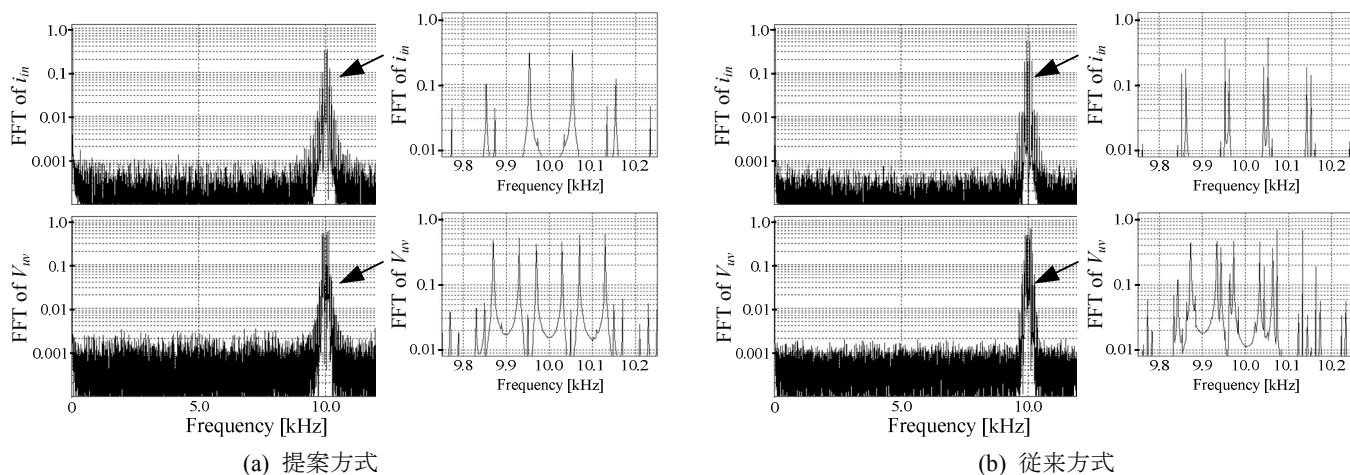 FFT of i_in
1.0
0.1
0.01
0.001
FFT of i_in
1.0
0.1
0.01
9.8 9.9 10.0 10.1 10.2
Frequency [kHz]
FFT of V_uv
1.0
0.1
0.01
0.001
0 5.0 10.0
Frequency [kHz]
FFT of V_uv
1.0
0.1
0.01
9.8 9.9 10.0 10.1 10.2
Frequency [kHz]
(a) 提案方式
FFT of i_in
1.0
0.1
0.01
0.001
FFT of i_in
1.0
0.1
0.01
9.8 9.9 10.0 10.1 10.2
Frequency [kHz]
FFT of V_uv
1.0
0.1
0.01
0.001
0 5.0 10.0
Frequency [kHz]
FFT of V_uv
1.0
0.1
0.01
9.8 9.9 10.0 10.1 10.2
Frequency [kHz]
(b) 従来方式